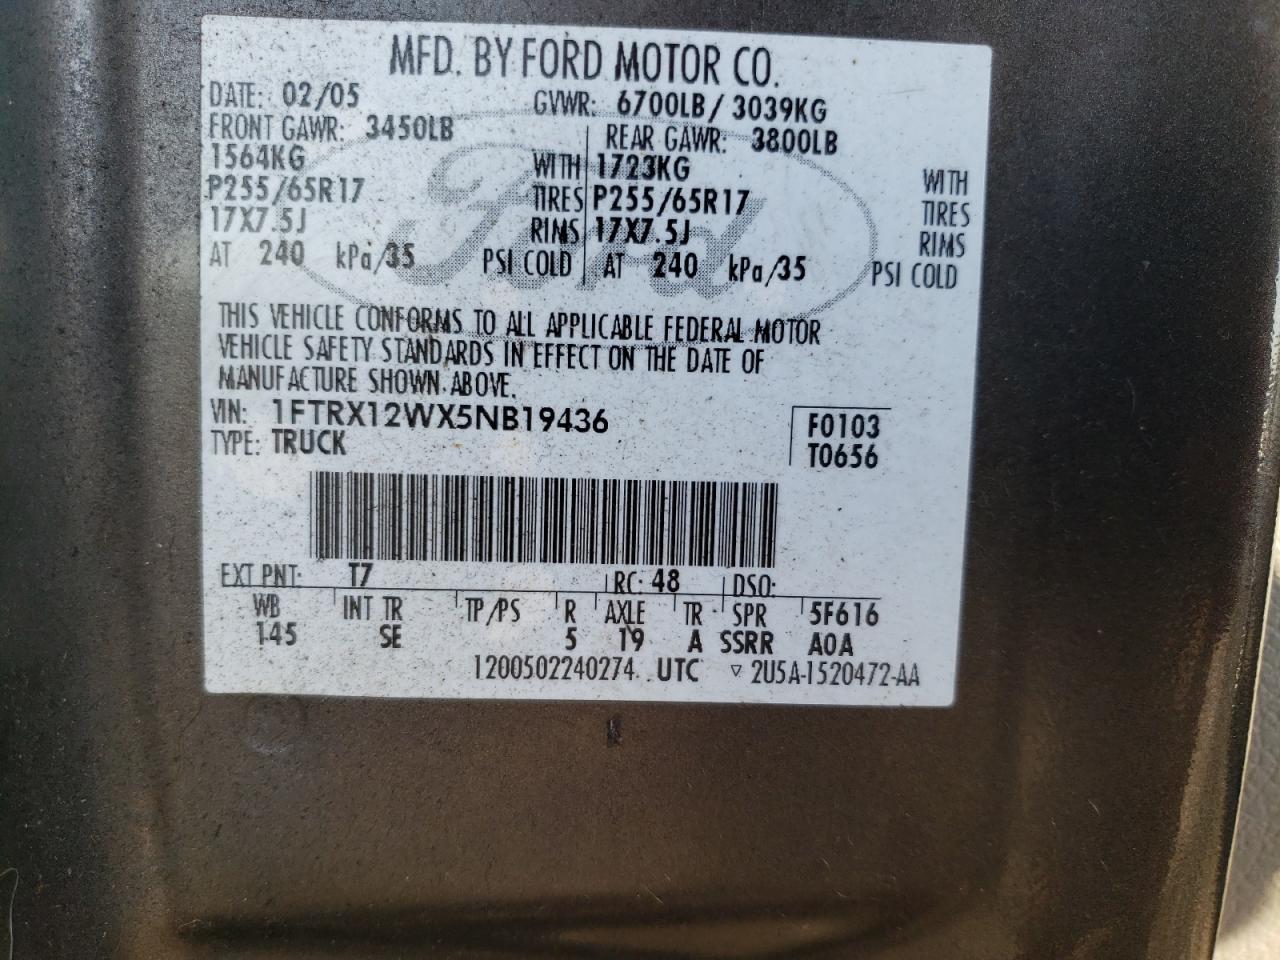 MFD. BY FORD MOTOR CO.
DATE: 02/05 GVWR: 6700LB/ 3039KG
FRONT GAWR: 3450LB REAR GAWR: 3800LB
1564KG WITH 1723KG WITH
P255/65R17 TIRES P255/65R17 TIRES
17X7.5J RIMS 17X7.5J RIMS
AT 240 kPa/35 PSI COLD AT 240 kPa/35 PSI COLD
Ford
THIS VEHICLE CONFORMS TO ALL APPLICABLE FEDERAL MOTOR
VEHICLE SAFETY STANDARDS IN EFFECT ON THE DATE OF
MANUFACTURE SHOWN ABOVE.
VIN: 1FTRX12WX5NB19436 F0103
TYPE: TRUCK T0656
EXT PNT: T7 RC: 48 DSO:
WB INT TR TP/PS R AXLE TR SPR 5F616
145 SE 5 19 A SSRR A0A
1200502240274 UTC ▽ 2U5A-1520472-AA